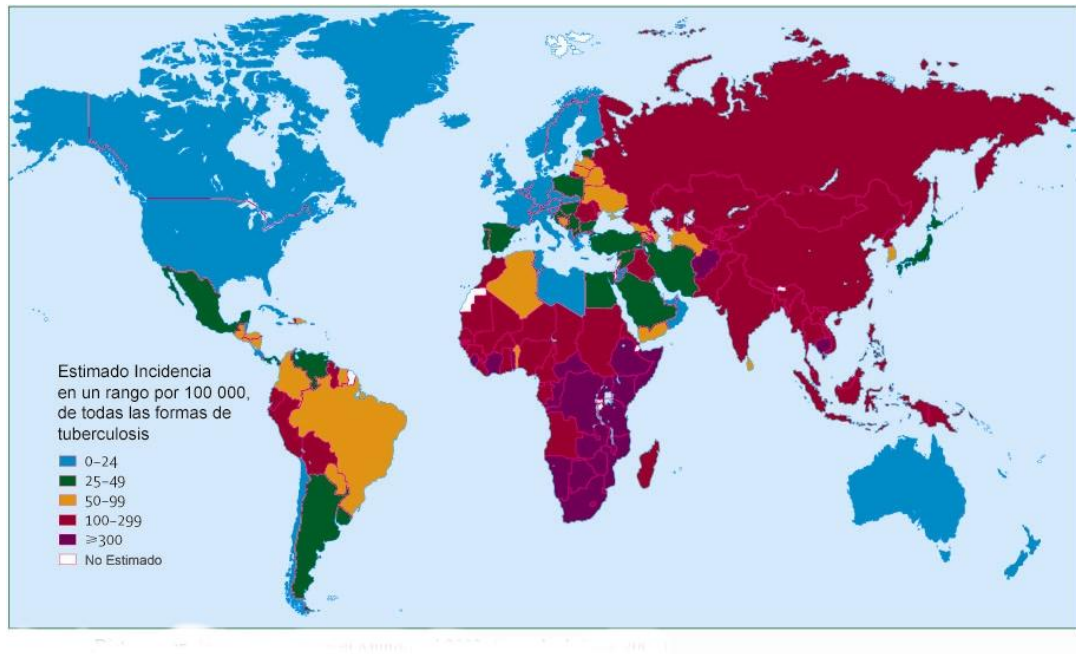 Estimado Incidencia
en un rango por 100 000,
de todas las formas de
tuberculosis
0–24
25–49
50–99
100–299
≥300
No Estimado